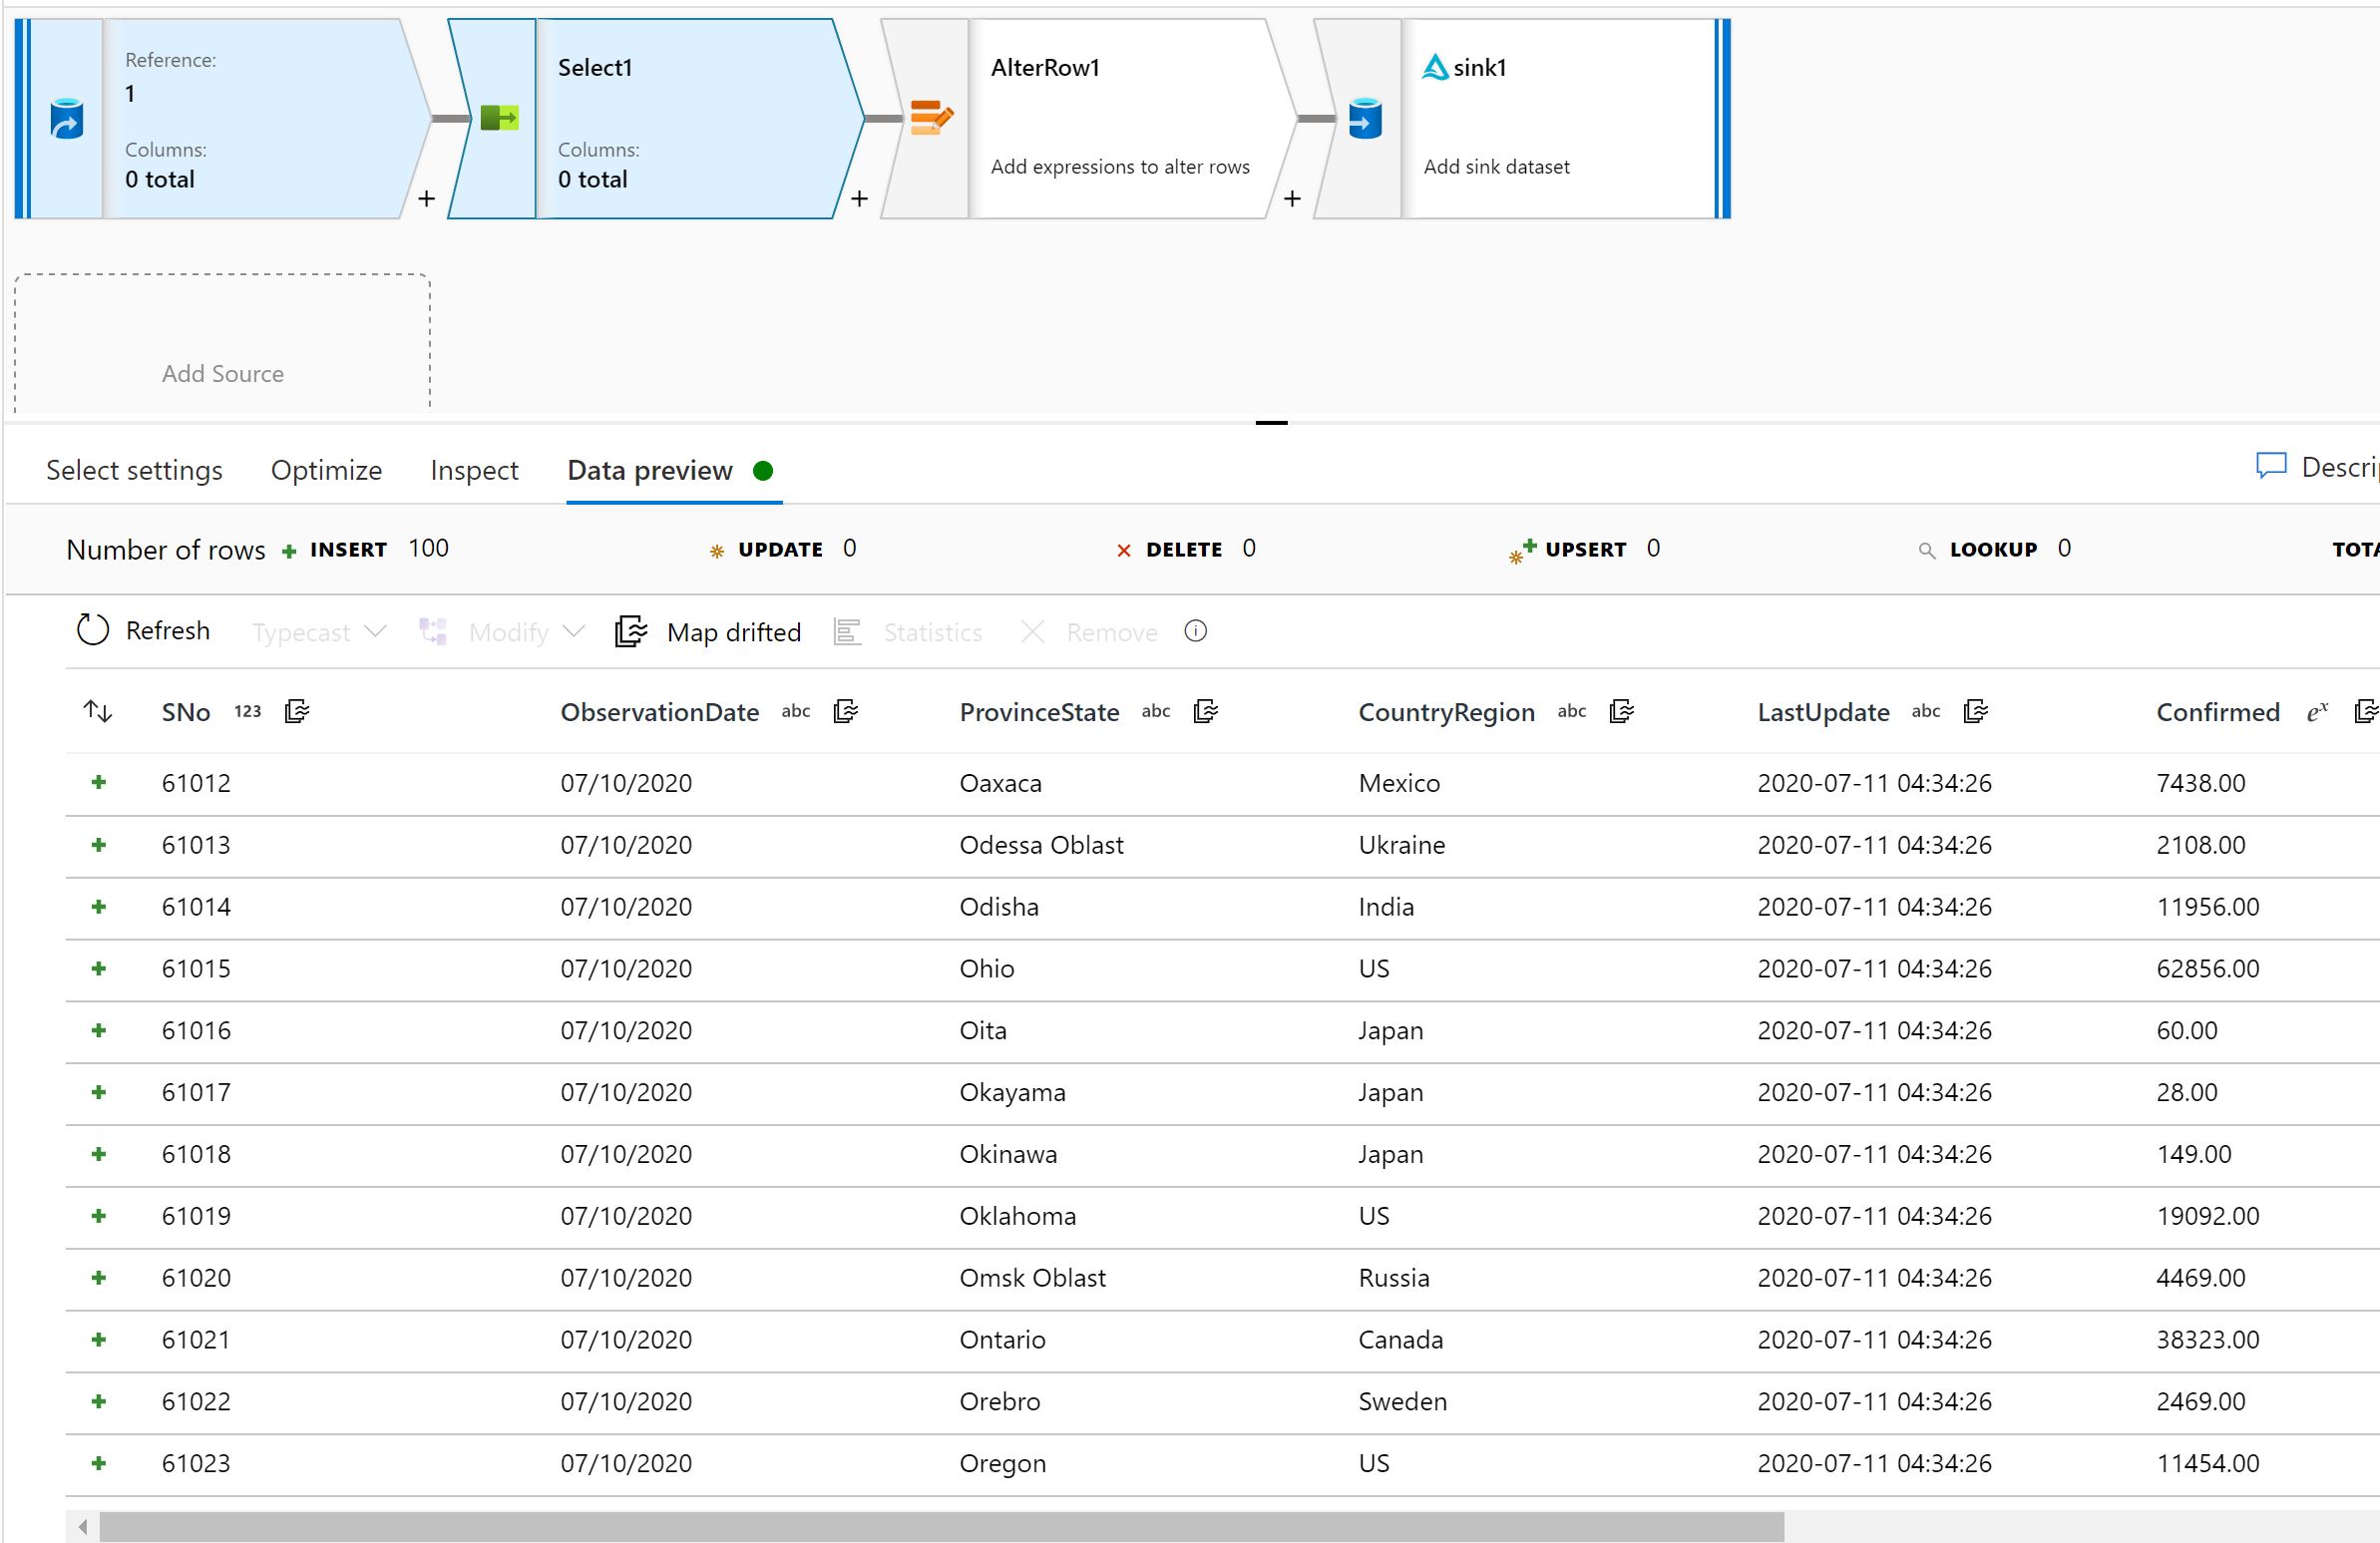 Reference:
1
Columns:
0 total
+
Select1
Columns:
0 total
+
AlterRow1
Add expressions to alter rows
+
sink1
Add sink dataset
Add Source
Select settings Optimize Inspect Data preview Descri
Number of rows INSERT 100 UPDATE 0 DELETE 0 UPSERT 0 LOOKUP 0 TOTA
Refresh Typecast Modify Map drifted Statistics Remove
SNo 123 ObservationDate abc ProvinceState abc CountryRegion abc LastUpdate abc Confirmed eˣ
61012 07/10/2020 Oaxaca Mexico 2020-07-11 04:34:26 7438.00
61013 07/10/2020 Odessa Oblast Ukraine 2020-07-11 04:34:26 2108.00
61014 07/10/2020 Odisha India 2020-07-11 04:34:26 11956.00
61015 07/10/2020 Ohio US 2020-07-11 04:34:26 62856.00
61016 07/10/2020 Oita Japan 2020-07-11 04:34:26 60.00
61017 07/10/2020 Okayama Japan 2020-07-11 04:34:26 28.00
61018 07/10/2020 Okinawa Japan 2020-07-11 04:34:26 149.00
61019 07/10/2020 Oklahoma US 2020-07-11 04:34:26 19092.00
61020 07/10/2020 Omsk Oblast Russia 2020-07-11 04:34:26 4469.00
61021 07/10/2020 Ontario Canada 2020-07-11 04:34:26 38323.00
61022 07/10/2020 Orebro Sweden 2020-07-11 04:34:26 2469.00
61023 07/10/2020 Oregon US 2020-07-11 04:34:26 11454.00